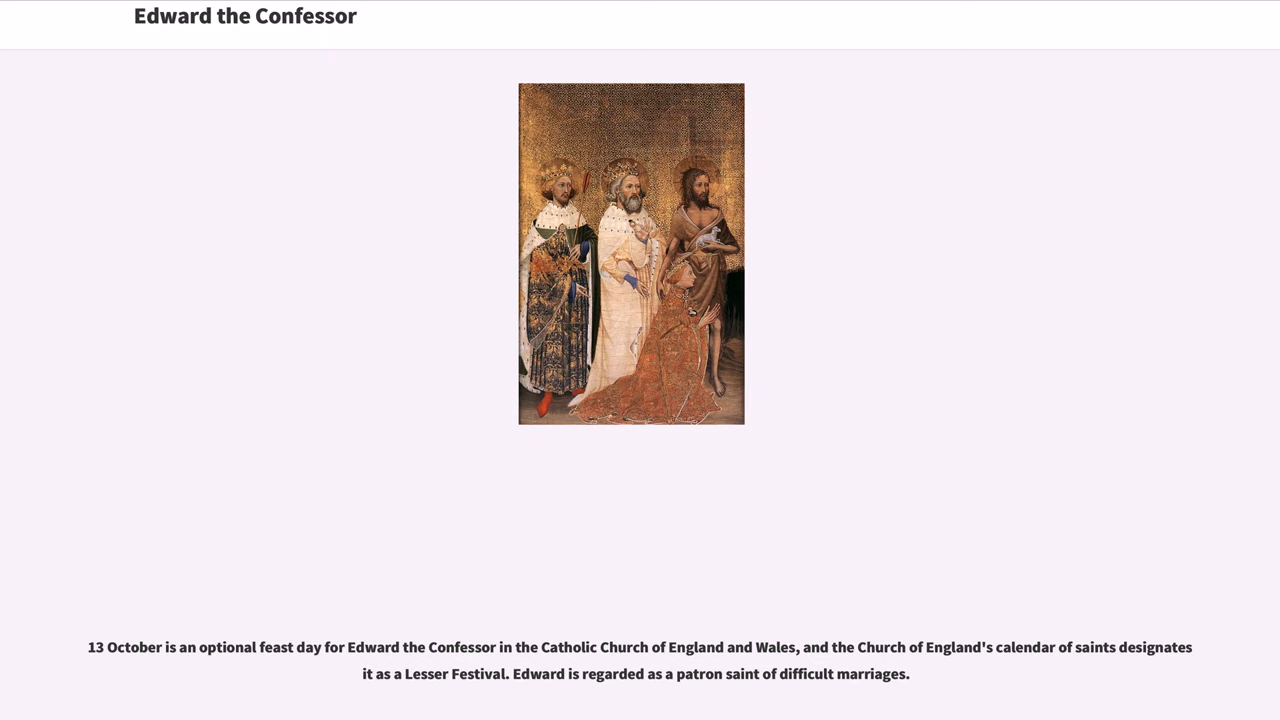 Edward the Confessor
13 October is an optional feast day for Edward the Confessor in the Catholic Church of England and Wales, and the Church of England's calendar of saints designates
it as a Lesser Festival. Edward is regarded as a patron saint of difficult marriages.